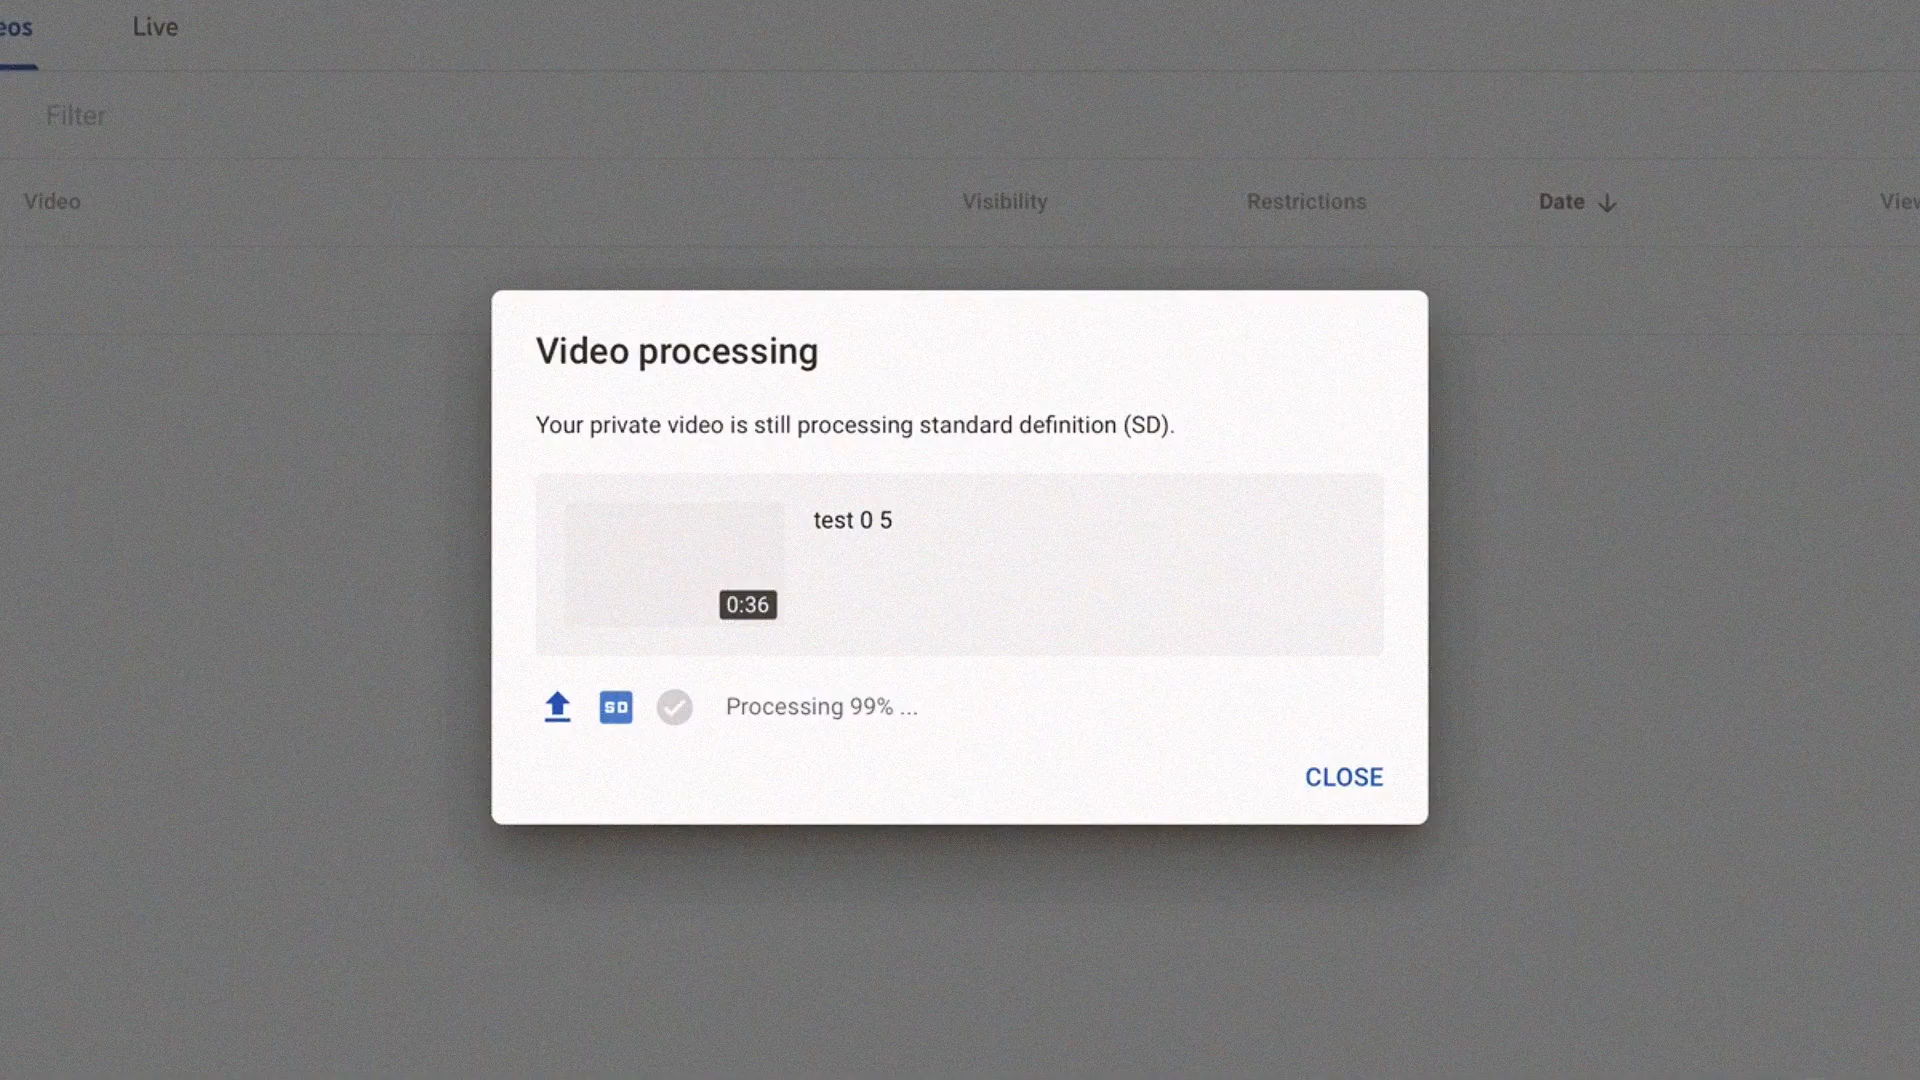 eos Live
Filter
Video Visibility Restrictions Date View
Video processing
Your private video is still processing standard definition (SD).
test 0 5
0:36
SD Processing 99% ...
CLOSE